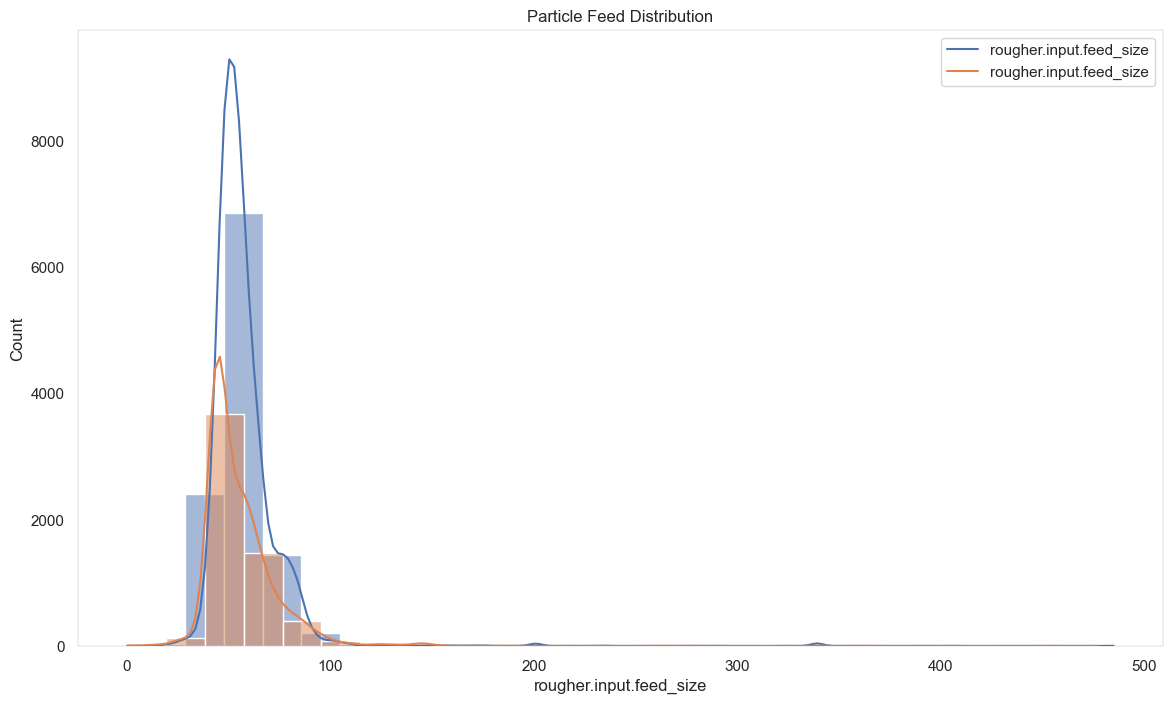 Particle Feed Distribution
rougher.input.feed_size
rougher.input.feed_size
8000
6000
4000
2000
0
Count
0 100 200 300 400 500
rougher.input.feed_size